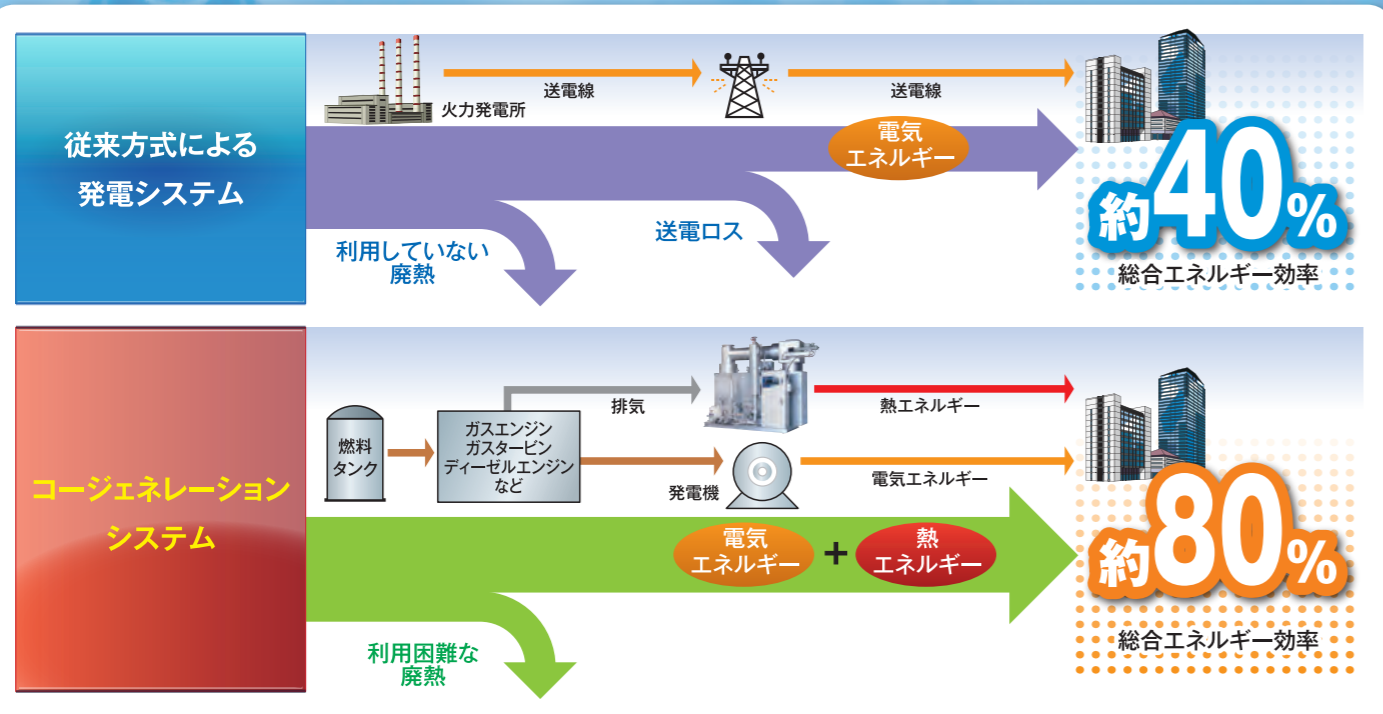 従来方式による
発電システム
火力発電所
送電線
送電線
電気
エネルギー
利用していない
廃熱
送電ロス
約40%
総合エネルギー効率
コージェネレーション
システム
燃料
タンク
ガスエンジン
ガスタービン
ディーゼルエンジン
など
排気
発電機
熱エネルギー
電気エネルギー
電気
エネルギー
+
熱
エネルギー
利用困難な
廃熱
約80%
総合エネルギー効率